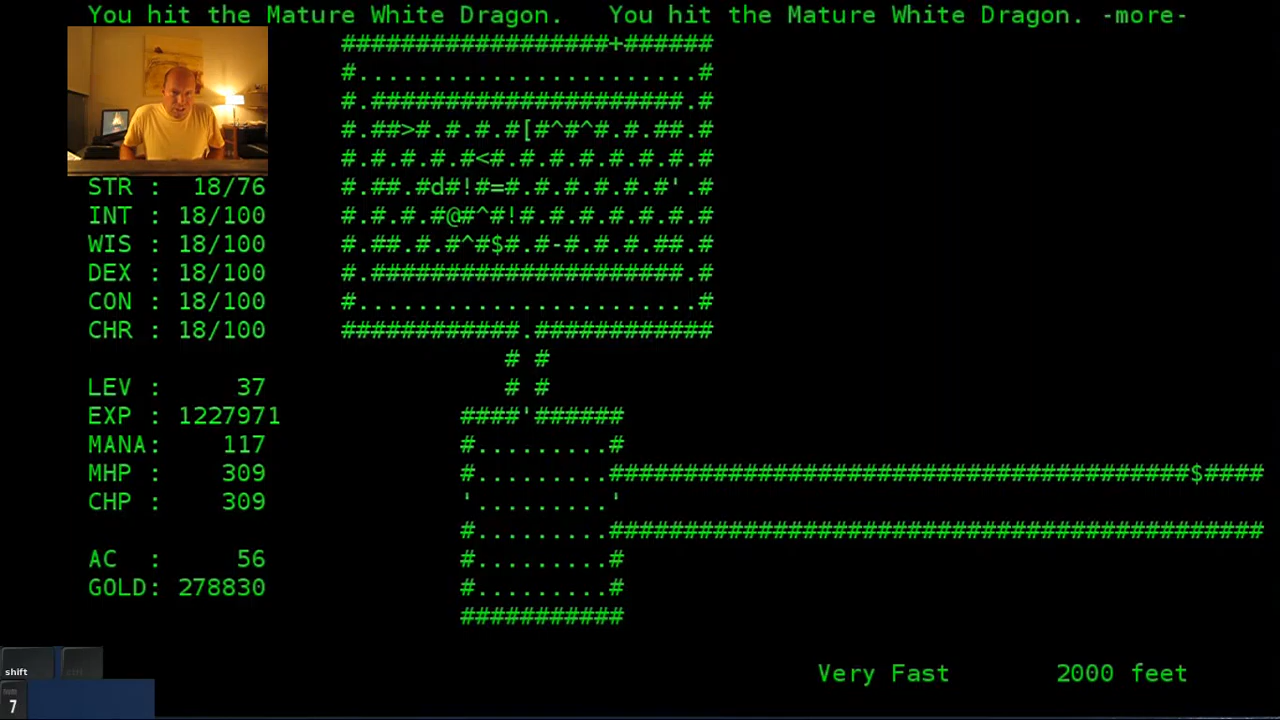 You hit the Mature White Dragon.   You hit the Mature White Dragon. -more-
##################+######
#.......................#
#.#####################.#
#.##>#.#.#.#[#^#^#.#.##.#
#.#.#.#.#<#.#.#.#.#.#.#.#
STR :  18/76     #.##.#d#!#=#.#.#.#.#.#'.#
INT : 18/100     #.#.#.#@#^#!#.#.#.#.#.#.#
WIS : 18/100     #.##.#.#^#$#.#-#.#.#.##.#
DEX : 18/100     #.#####################.#
CON : 18/100     #.......................#
CHR : 18/100     ############.############
# #
LEV :     37                # #
EXP : 1227971            ####'######
MANA:    117             #.........#
MHP :    309             #.........#######################################$####
CHP :    309             '.........'
#.........############################################
AC  :     56             #.........#
GOLD: 278830             #.........#
###########
shift
Very Fast       2000 feet
num
7